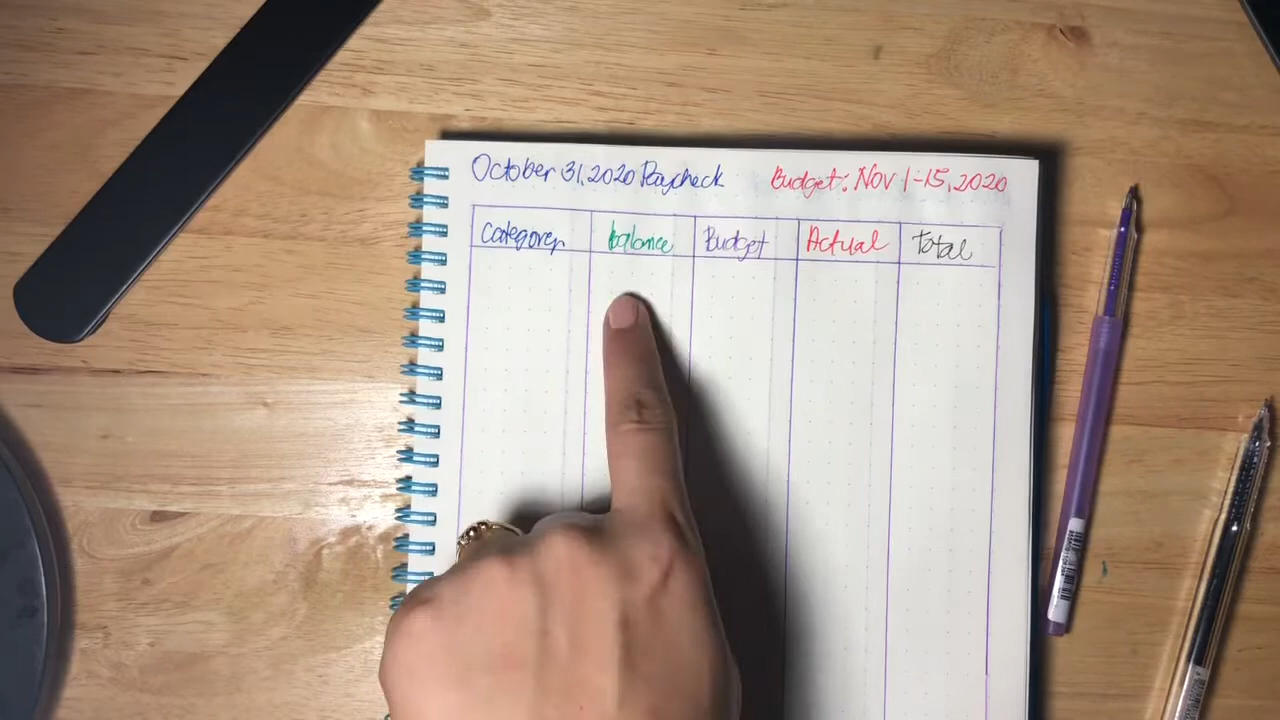 October 31, 2020 Paycheck Budget: Nov 1-15, 2020
Category balance Budget Actual total